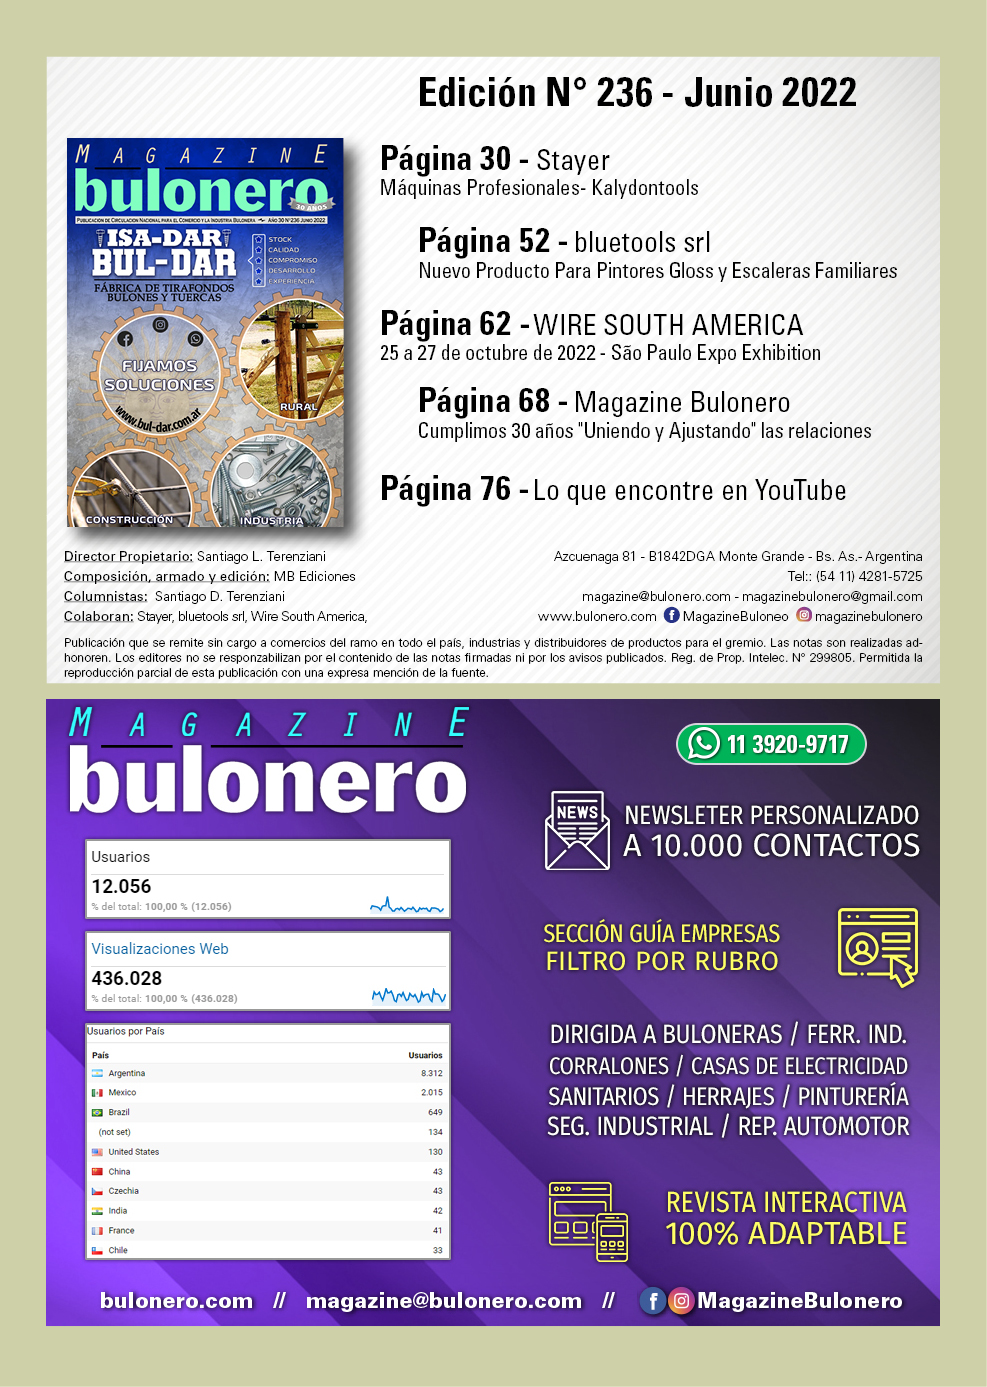 Edición N° 236 - Junio 2022
MAGAZINE
bulonero
30 AÑOS
Publicacion de Circulacion Nacional para el Comercio y la Industria Bulonera Año 30 Nº236 Junio 2022
ISA-DAR
BUL-DAR
FÁBRICA DE TIRAFONDOS
BULONES Y TUERCAS
STOCK
CALIDAD
COMPROMISO
DESARROLLO
EXPERIENCIA
FIJAMOS
SOLUCIONES
www.bul-dar.com.ar
RURAL
CONSTRUCCIÓN
INDUSTRIA
Página 30 - Stayer
Máquinas Profesionales- Kalydontools
Página 52 - bluetools srl
Nuevo Producto Para Pintores Gloss y Escaleras Familiares
Página 62 - WIRE SOUTH AMERICA
25 a 27 de octubre de 2022 - São Paulo Expo Exhibition
Página 68 - Magazine Bulonero
Cumplimos 30 años "Uniendo y Ajustando" las relaciones
Página 76 - Lo que encontre en YouTube
Director Propietario: Santiago L. Terenziani
Composición, armado y edición: MB Ediciones
Columnistas: Santiago D. Terenziani
Colaboran: Stayer, bluetools srl, Wire South America,
Azcuenaga 81 - B1842DGA Monte Grande - Bs. As.- Argentina
Tel:: (54 11) 4281-5725
magazine@bulonero.com - magazinebulonero@gmail.com
www.bulonero.com MagazineBuloneo magazinebulonero
Publicación que se remite sin cargo a comercios del ramo en todo el país, industrias y distribuidores de productos para el gremio. Las notas son realizadas ad-
honoren. Los editores no se responzabilizan por el contenido de las notas firmadas ni por los avisos publicados. Reg. de Prop. Intelec. N° 299805. Permitida la
reproducción parcial de esta publicación con una expresa mención de la fuente.
MAGAZINE
bulonero
Usuarios
12.056
% del total: 100,00 % (12.056)
Visualizaciones Web
436.028
% del total: 100,00 % (436.028)
Usuarios por País
País Usuarios
Argentina 8.312
Mexico 2.015
Brazil 649
(not set) 134
United States 130
China 43
Czechia 43
India 42
France 41
Chile 33
11 3920-9717
NEWS
NEWSLETER PERSONALIZADO
A 10.000 CONTACTOS
SECCIÓN GUÍA EMPRESAS
FILTRO POR RUBRO
DIRIGIDA A BULONERAS / FERR. IND.
CORRALONES / CASAS DE ELECTRICIDAD
SANITARIOS / HERRAJES / PINTURERÍA
SEG. INDUSTRIAL / REP. AUTOMOTOR
REVISTA INTERACTIVA
100% ADAPTABLE
bulonero.com // magazine@bulonero.com // MagazineBulonero